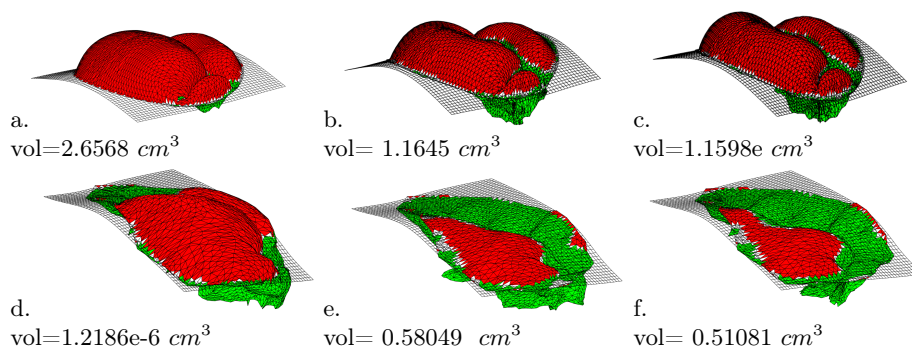 a. b. c.
vol=2.6568 cm³ vol= 1.1645 cm³ vol=1.1598e cm³
d. e. f.
vol=1.2186e-6 cm³ vol= 0.58049 cm³ vol= 0.51081 cm³